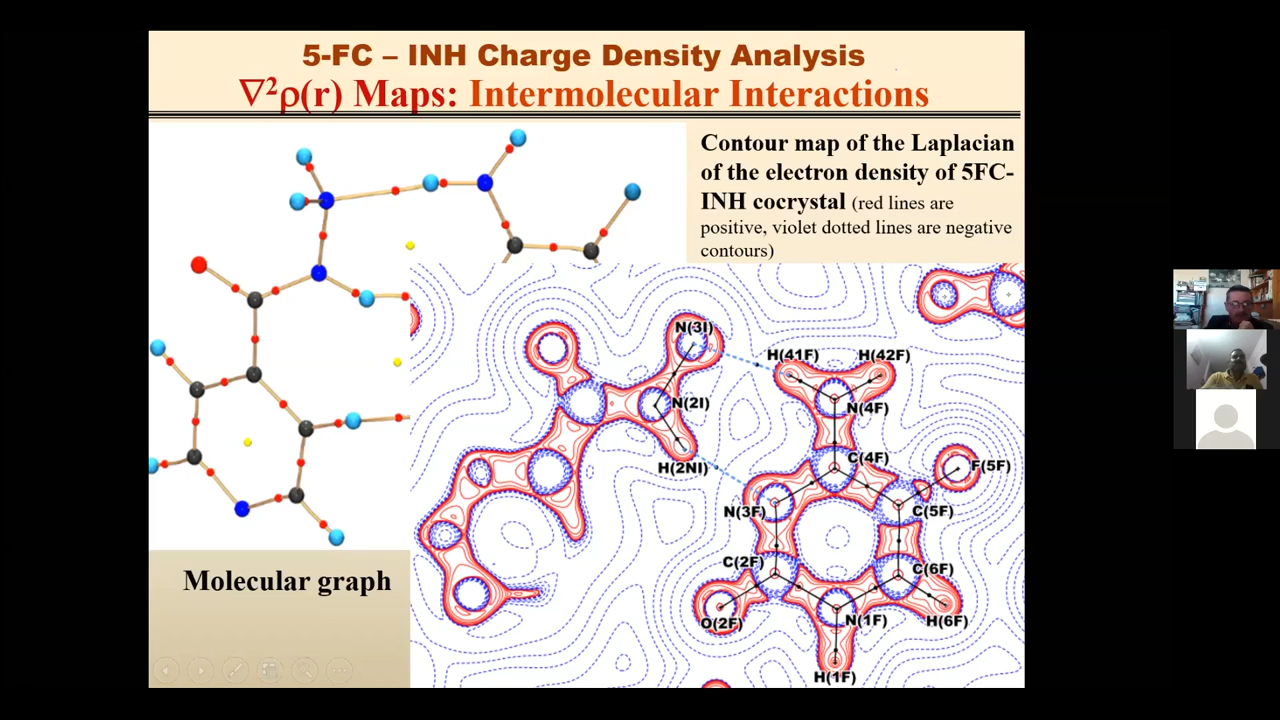 5-FC – INH Charge Density Analysis
∇²ρ(r) Maps: Intermolecular Interactions
Contour map of the Laplacian
of the electron density of 5FC-
INH cocrystal (red lines are
positive, violet dotted lines are negative
contours)
N(3I)
H(41F)
H(42F)
N(2I)
N(4F)
H(2NI)
C(4F)
F(5F)
N(3F)
C(5F)
C(2F)
C(6F)
O(2F)
N(1F)
H(6F)
H(1F)
Molecular graph